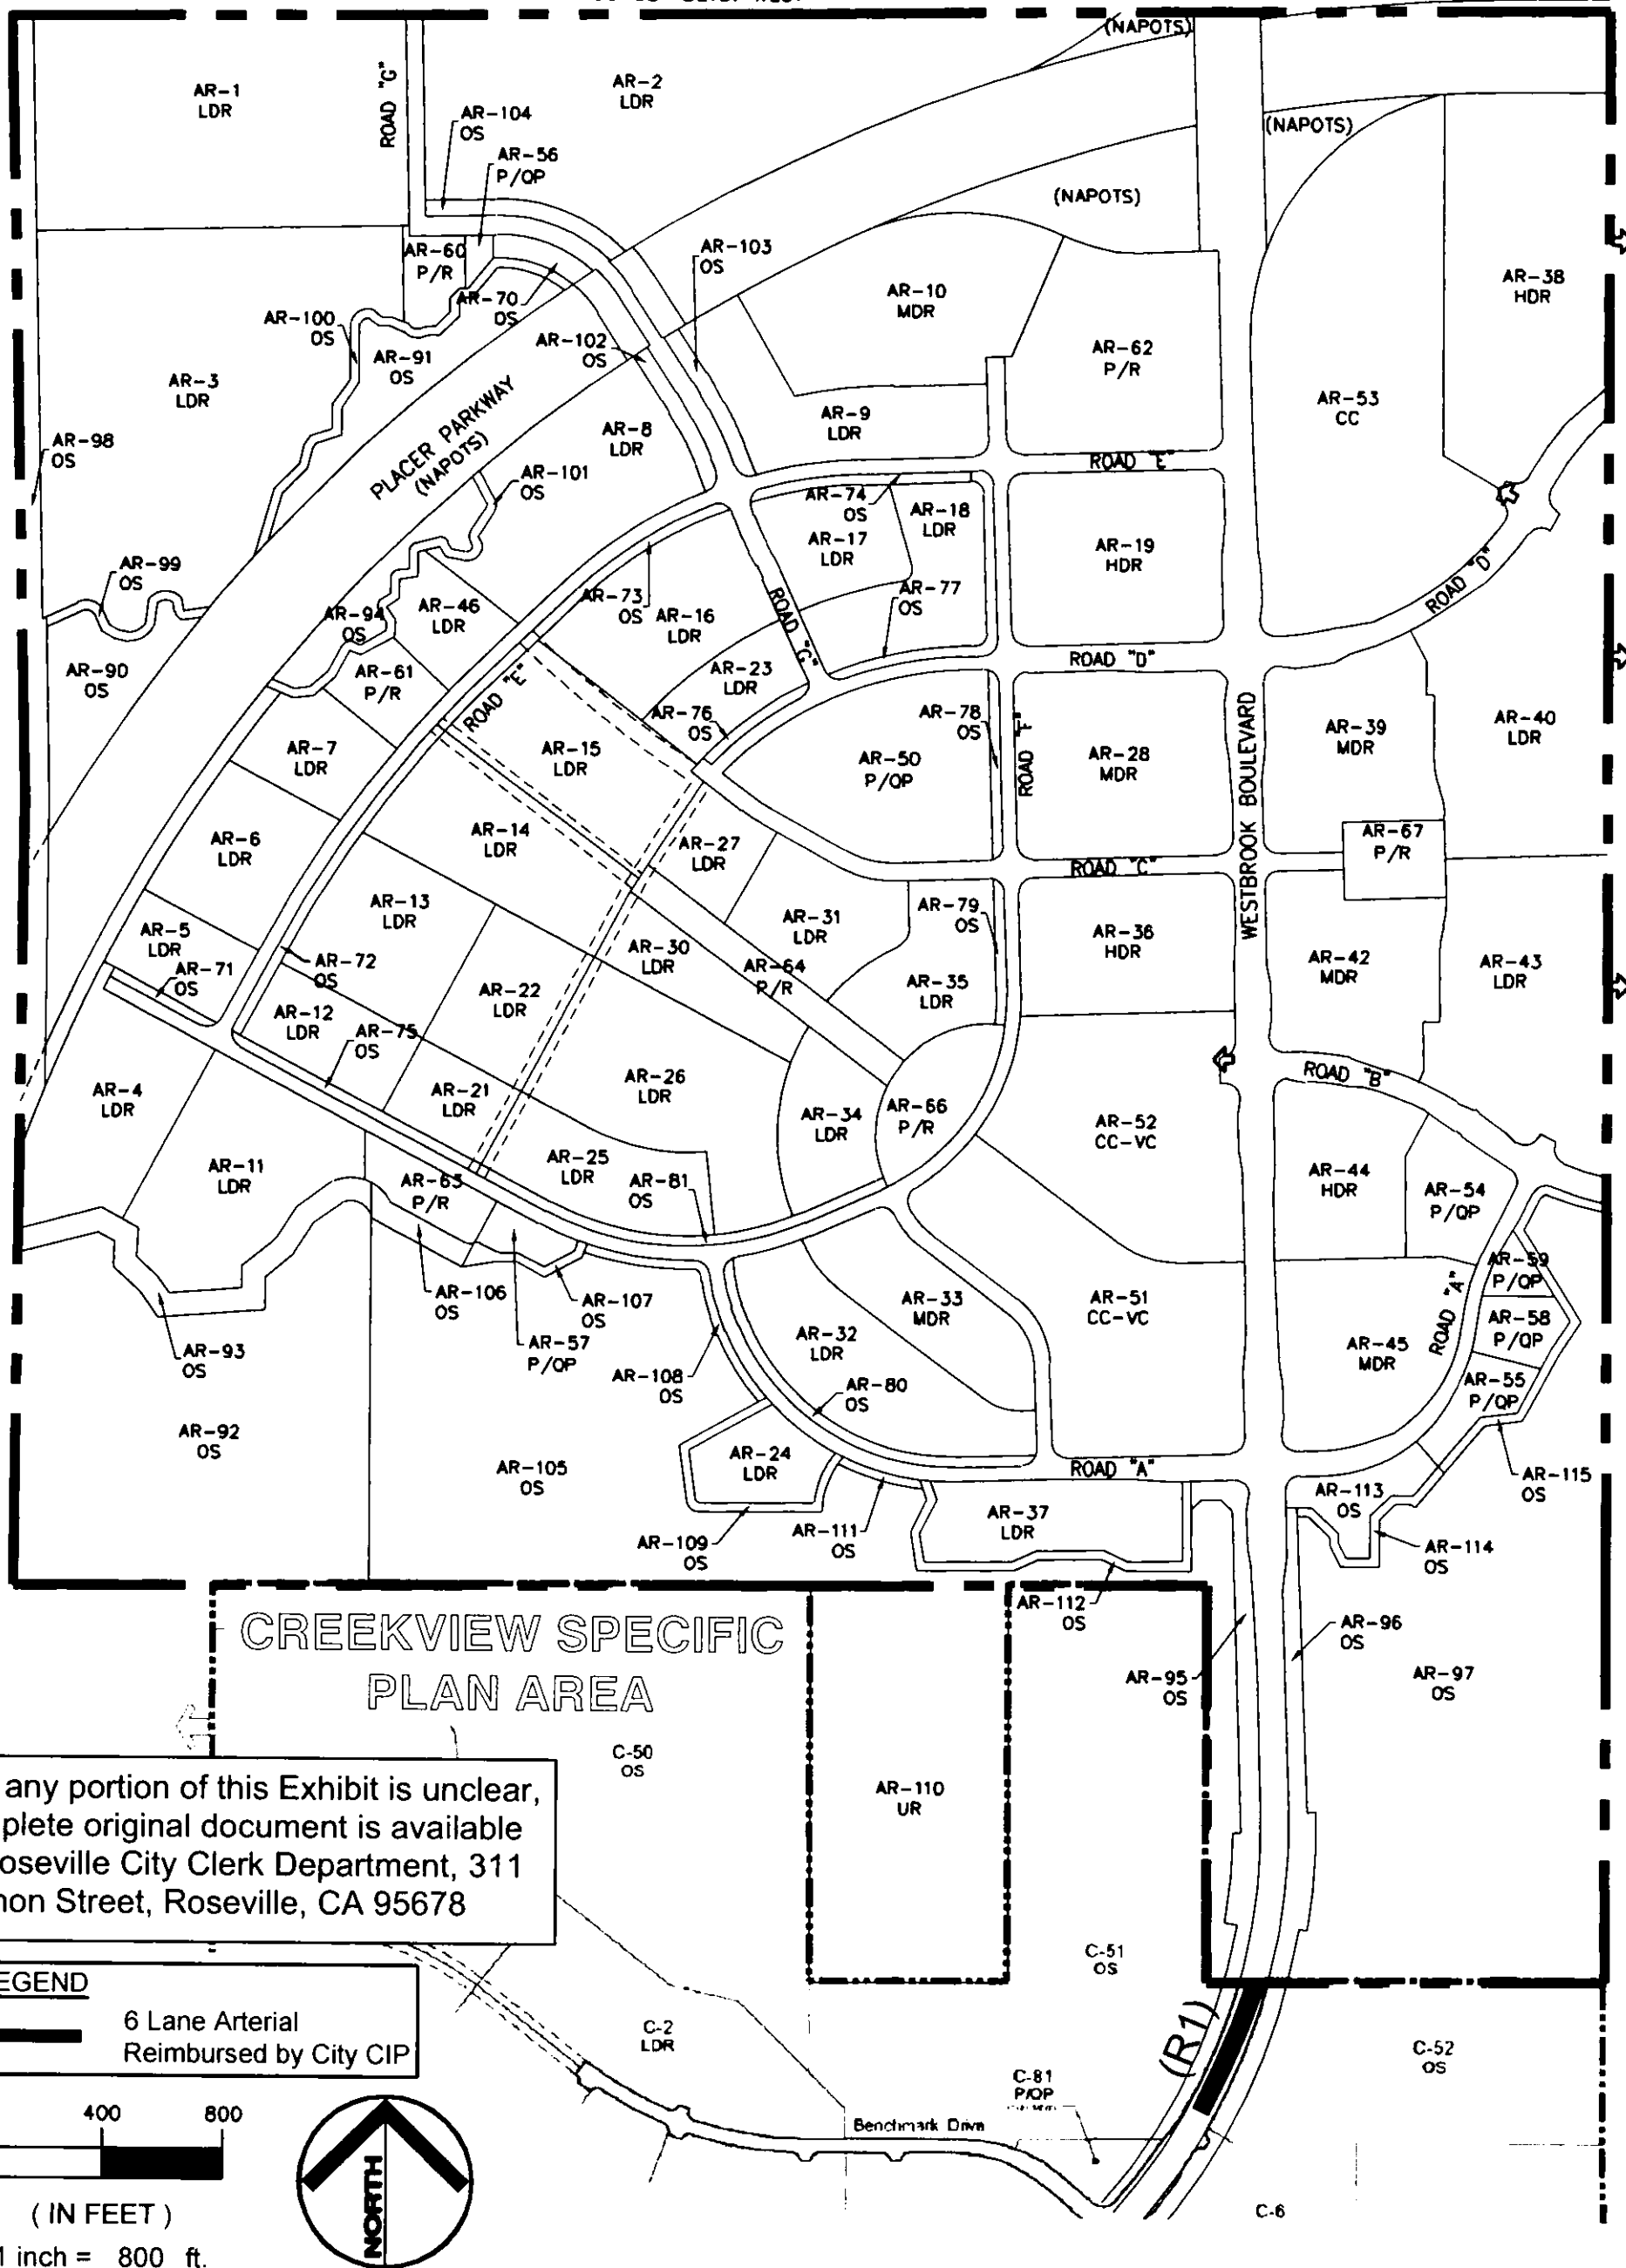 (NAPOTS)
AR-1
LDR
ROAD "G"
AR-2
LDR
AR-104
OS
(NAPOTS)
AR-56
P/QP
(NAPOTS)
AR-60
P/R
AR-103
OS
AR-38
HDR
AR-70
OS
AR-10
MDR
AR-100
OS
AR-102
OS
AR-91
OS
AR-62
P/R
AR-3
LDR
AR-53
CC
PLACER PARKWAY
(NAPOTS)
AR-8
LDR
AR-9
LDR
AR-98
OS
AR-101
OS
ROAD "E"
AR-74
OS
AR-18
LDR
AR-17
LDR
AR-19
HDR
AR-99
OS
ROAD "D"
AR-73
OS
AR-77
OS
AR-46
LDR
AR-94
OS
AR-16
LDR
ROAD "G"
AR-90
OS
AR-61
P/R
AR-23
LDR
ROAD "D"
ROAD "E"
AR-76
OS
AR-78
OS
AR-39
MDR
AR-40
LDR
AR-7
LDR
AR-15
LDR
AR-50
P/QP
ROAD "F"
AR-28
MDR
WESTBROOK BOULEVARD
AR-6
LDR
AR-14
LDR
AR-27
LDR
AR-67
P/R
ROAD "C"
AR-13
LDR
AR-31
LDR
AR-79
OS
AR-5
LDR
AR-36
HDR
AR-30
LDR
AR-64
P/R
AR-42
MDR
AR-43
LDR
AR-71
OS
AR-72
OS
AR-35
LDR
AR-22
LDR
AR-12
LDR
AR-75
OS
AR-4
LDR
AR-21
LDR
AR-26
LDR
ROAD "B"
AR-34
LDR
AR-66
P/R
AR-52
CC-VC
AR-11
LDR
AR-63
P/R
AR-25
LDR
AR-81
OS
AR-44
HDR
AR-54
P/QP
AR-59
P/QP
AR-106
OS
AR-107
OS
AR-33
MDR
AR-51
CC-VC
ROAD "A"
AR-58
P/QP
AR-93
OS
AR-57
P/QP
AR-32
LDR
AR-45
MDR
AR-108
OS
AR-80
OS
AR-55
P/QP
AR-92
OS
AR-105
OS
AR-24
LDR
ROAD "A"
AR-115
OS
AR-113
OS
AR-37
LDR
AR-109
OS
AR-111
OS
AR-114
OS
AR-112
OS
AR-96
OS
CREEKVIEW SPECIFIC
PLAN AREA
AR-95
OS
AR-97
OS
C-50
OS
AR-110
UR
any portion of this Exhibit is unclear,
plete original document is available
oseville City Clerk Department, 311
non Street, Roseville, CA 95678
C-51
OS
EGEND
6 Lane Arterial
Reimbursed by City CIP
C-2
LDR
(R1)
C-52
OS
C-81
P/QP
Benchmark Drive
400 800
NORTH
C-6
( IN FEET )
1 inch = 800 ft.